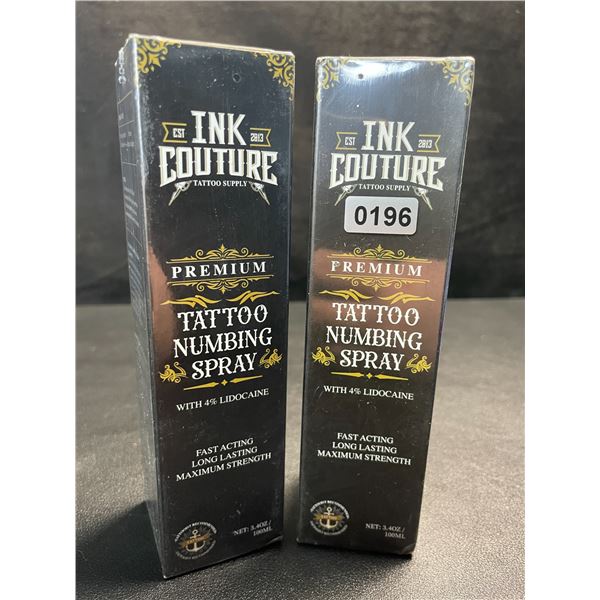 INK
EST 2013
COUTURE
TATTOO SUPPLY
PREMIUM
TATTOO
NUMBING
SPRAY
WITH 4% LIDOCAINE
FAST ACTING
LONG LASTING
MAXIMUM STRENGTH
NET: 3.4OZ /
100ML
INK
EST 2013
COUTURE
TATTOO SUPPLY
0196
PREMIUM
TATTOO
NUMBING
SPRAY
WITH 4% LIDOCAINE
FAST ACTING
LONG LASTING
MAXIMUM STRENGTH
NET: 3.4OZ /
100ML